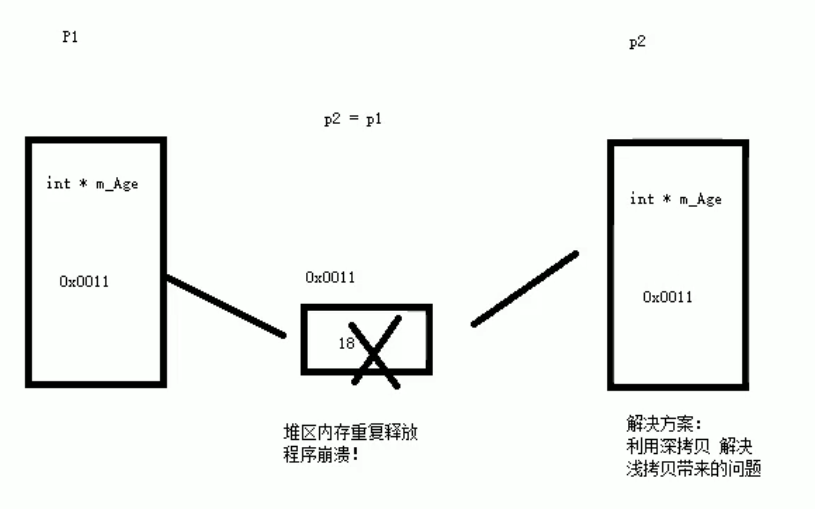 P1
p2
p2 = p1
int * m_Age
int * m_Age
0x0011
0x0011
0x0011
18
堆区内存重复释放
程序崩溃!
解决方案:
利用深拷贝 解决
浅拷贝带来的问题